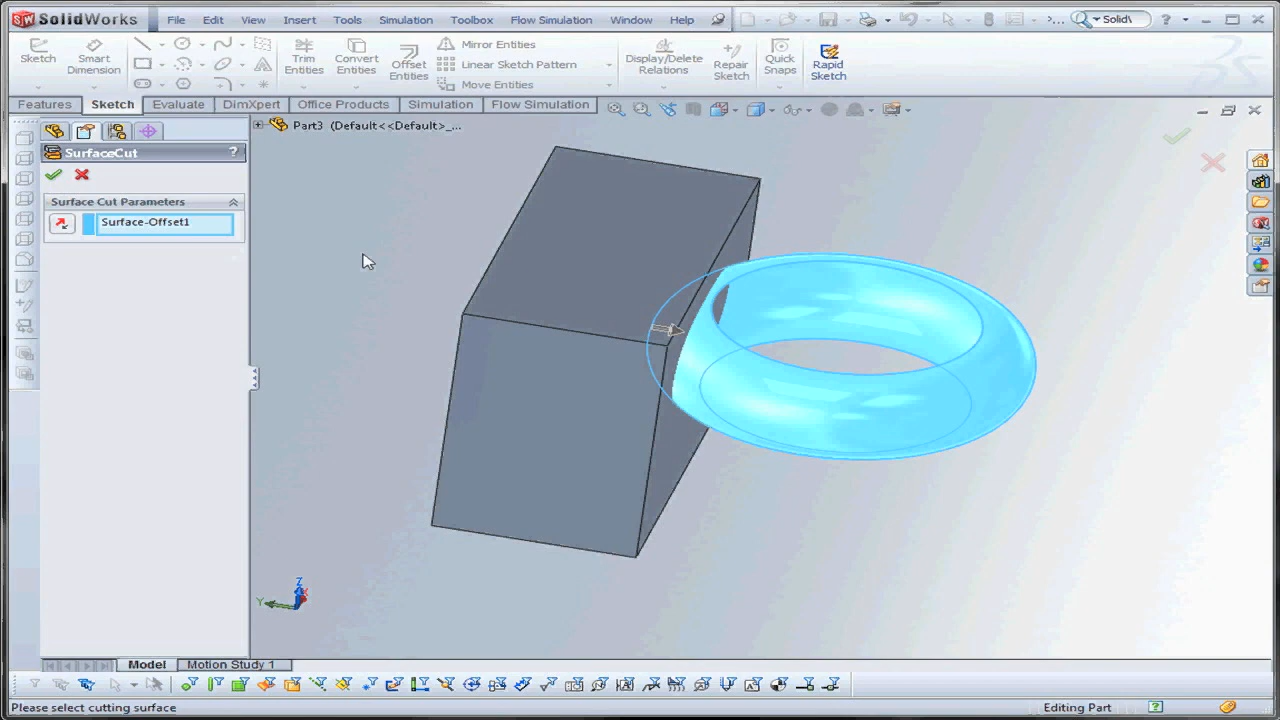 SolidWorks File Edit View Insert Tools Simulation Toolbox Flow Simulation Window Help Solid\
Sketch Smart Dimension Trim Entities Convert Entities Offset Entities Mirror Entities Linear Sketch Pattern Move Entities Display/Delete Relations Repair Sketch Quick Snaps Rapid Sketch
Features Sketch Evaluate DimXpert Office Products Simulation Flow Simulation
Part3 (Default<<Default>_...
SurfaceCut ?
Surface Cut Parameters
Surface-Offset1
Z
Y
Model Motion Study 1
Please select cutting surface Editing Part